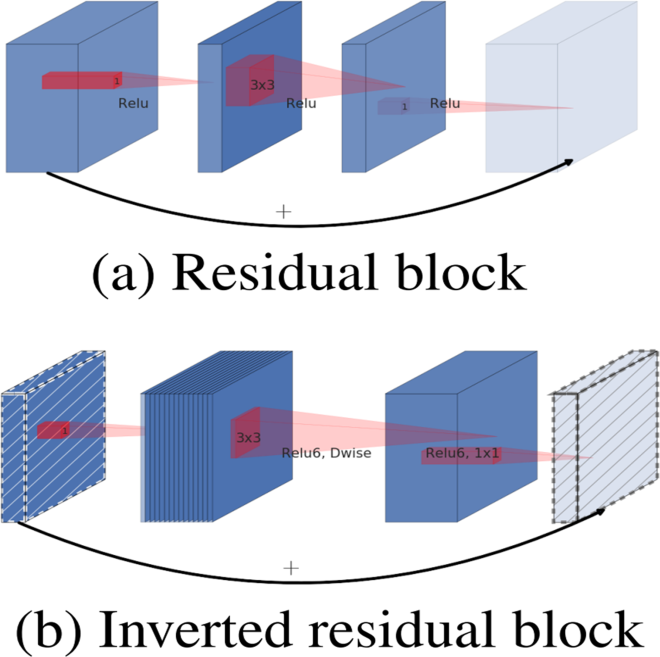 1
Relu
3x3
Relu
1
Relu
+
(a) Residual block
1
3x3
Relu6, Dwise
Relu6, 1x1
+
(b) Inverted residual block